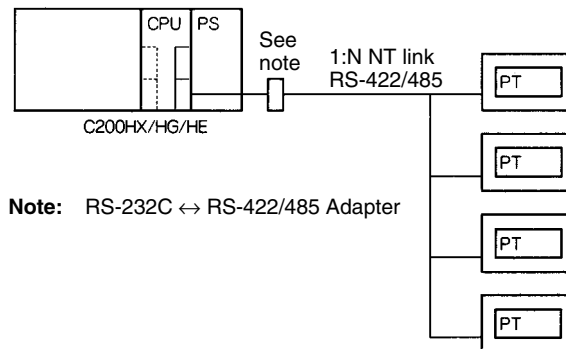 CPU PS
See
note
1:N NT link
RS-422/485
PT
C200HX/HG/HE
PT
Note: RS-232C ↔ RS-422/485 Adapter
PT
PT